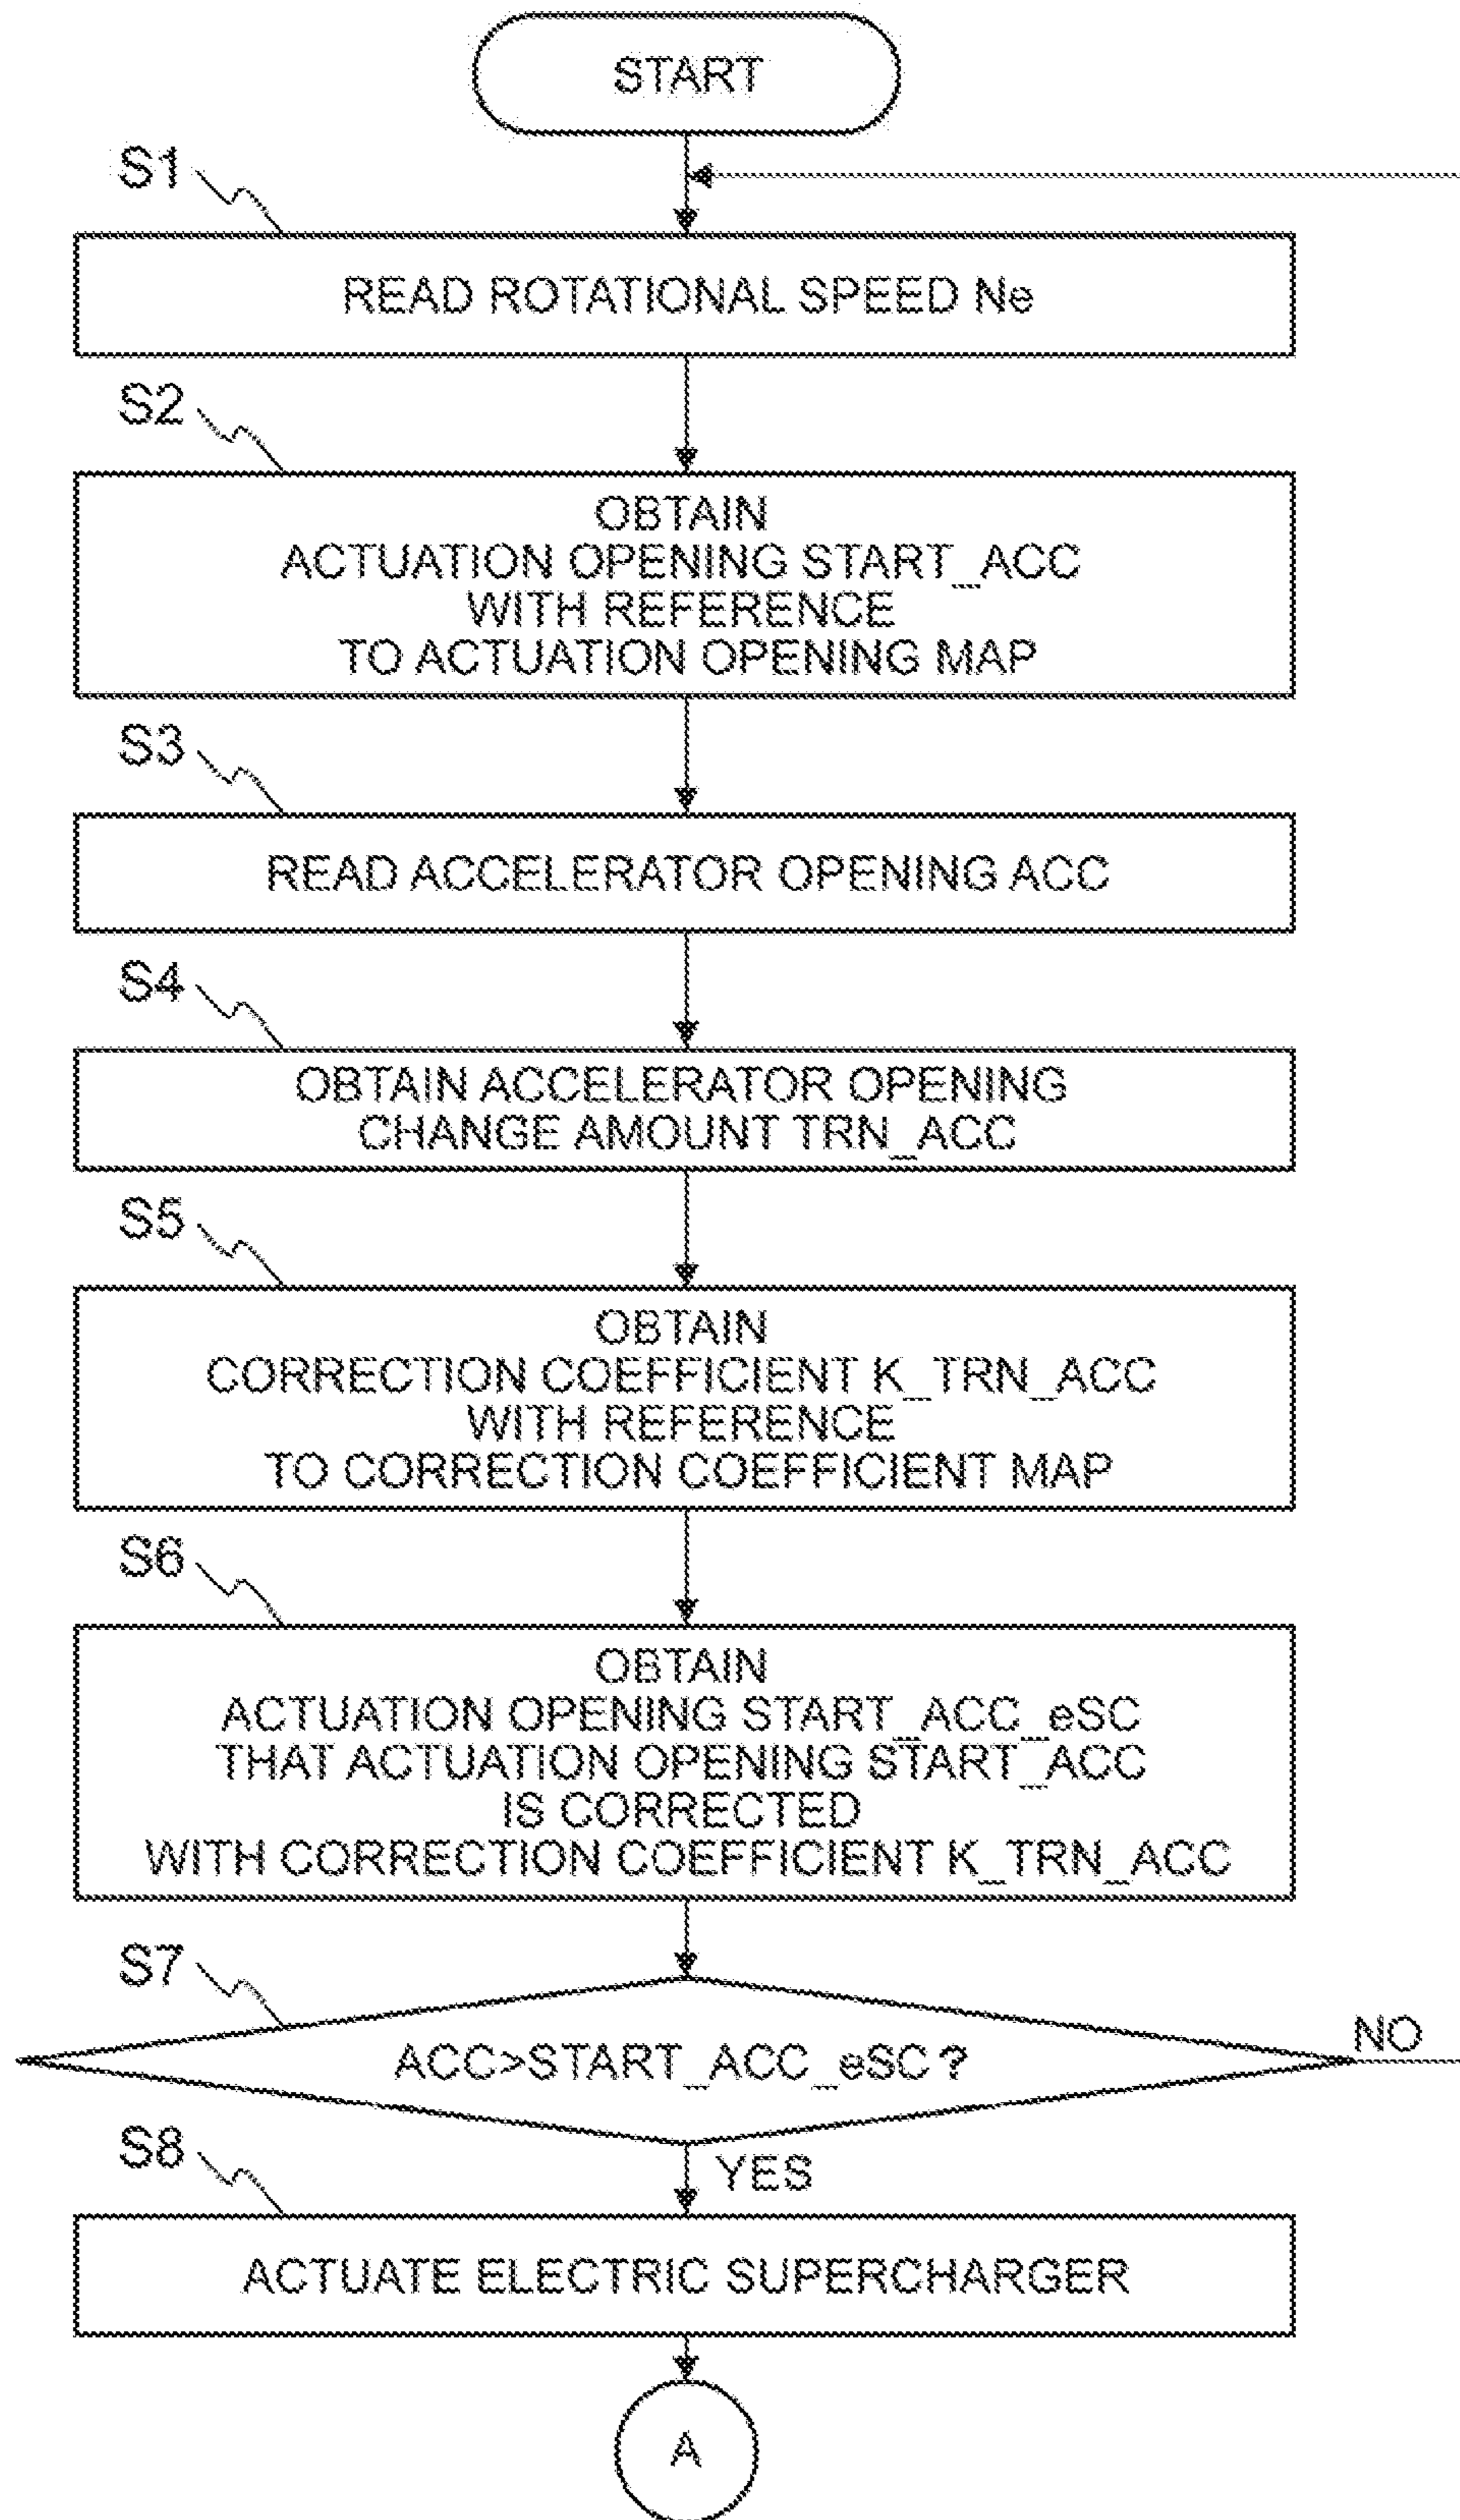 START
S1
READ ROTATIONAL SPEED Ne
S2
OBTAIN
ACTUATION OPENING START_ACC
WITH REFERENCE
TO ACTUATION OPENING MAP
S3
READ ACCELERATOR OPENING ACC
S4
OBTAIN ACCELERATOR OPENING
CHANGE AMOUNT TRN_ACC
S5
OBTAIN
CORRECTION COEFFICIENT K_TRN_ACC
WITH REFERENCE
TO CORRECTION COEFFICIENT MAP
S6
OBTAIN
ACTUATION OPENING START_ACC_eSC
THAT ACTUATION OPENING START_ACC
IS CORRECTED
WITH CORRECTION COEFFICIENT K_TRN_ACC
S7
ACC>START_ACC_eSC?
NO
YES
S8
ACTUATE ELECTRIC SUPERCHARGER
A